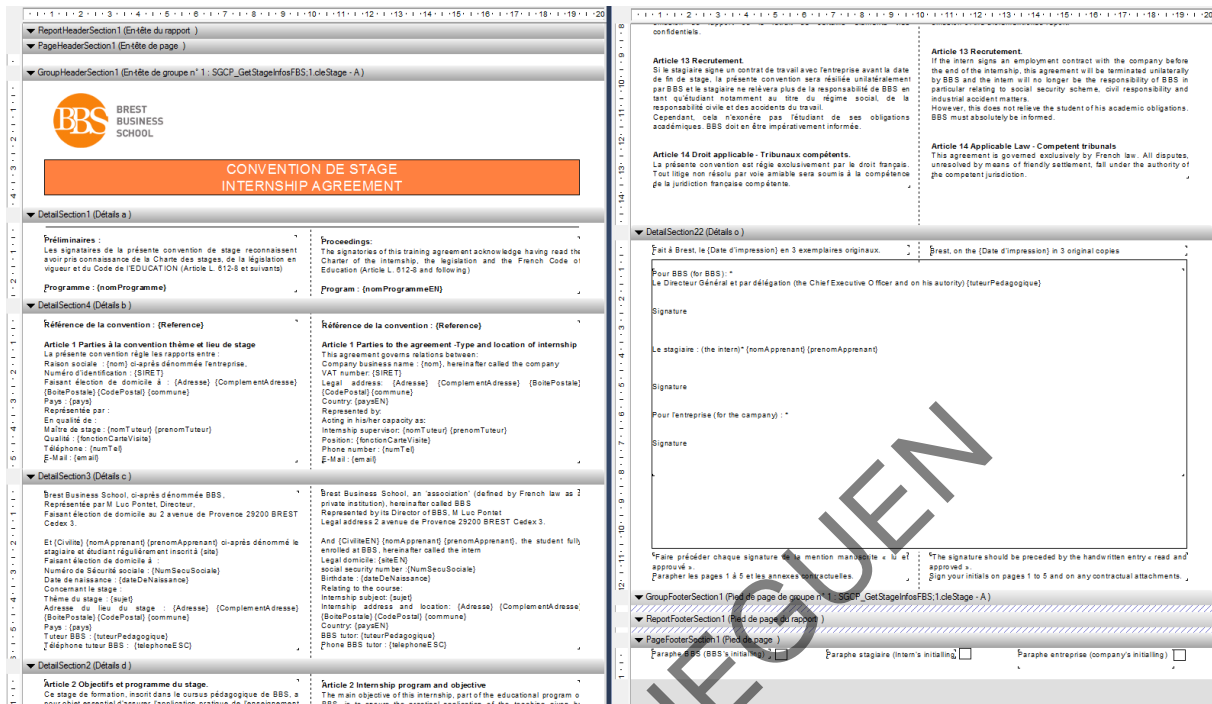 ReportHeaderSection1 (En-tête du rapport )
PageHeaderSection1 (En-tête de page )
GroupHeaderSection1 (En-tête de groupe n° 1 : SGCP_GetStageInfosFBS;1.cleStage - A )
BBS
BREST
BUSINESS
SCHOOL
CONVENTION DE STAGE
INTERNSHIP AGREEMENT
DetailSection1 (Détails a )
Préliminaires :
Les signataires de la présente convention de stage reconnaissent
avoir pris connaissance de la Charte des stages, de la législation en
vigueur et du Code de l'EDUCATION (Article L. 612-8 et suivants)
Programme : {nomProgramme}
Proceedings:
The signatories of this training agreement acknowledge having read the
Charter of the internship, the legislation and the French Code of
Education (Article L. 612-8 and following)
Program : {nomProgrammeEN}
DetailSection4 (Détails b )
Référence de la convention : {Reference}
Article 1 Parties à la convention thème et lieu de stage
La présente convention règle les rapports entre :
Raison sociale : {nom} ci-après dénommée l'entreprise,
Numéro d'identification : {SIRET}
Faisant élection de domicile à : {Adresse} {ComplementAdresse}
{BoitePostale} {CodePostal} {commune}
Pays : {pays}
Représentée par :
En qualité de :
Maître de stage : {nomTuteur} {prenomTuteur}
Qualité : {fonctionCarteVisite}
Téléphone : {numTel}
E-Mail : {email}
Référence de la convention : {Reference}
Article 1 Parties to the agreement -Type and location of internship
This agreement governs relations between:
Company business name : {nom}, hereinafter called the company
VAT number: {SIRET}
Legal address: {Adresse} {ComplementAdresse} {BoitePostale}
{CodePostal} {commune}
Country: {paysEN}
Represented by:
Acting in his/her capacity as:
Internship supervisor: {nomTuteur} {prenomTuteur}
Position: {fonctionCarteVisite}
Phone number : {numTel}
E-Mail : {email}
DetailSection3 (Détails c )
Brest Business School, ci-après dénommée BBS,
Représentée par M Luc Pontet, Directeur,
Faisant élection de domicile au 2 avenue de Provence 29200 BREST
Cedex 3.
Et {Civilite} {nomApprenant} {prenomApprenant} ci-après dénommé le
stagiaire et étudiant régulièrement inscrit à {site}
Faisant élection de domicile à :
Numéro de Sécurité sociale : {NumSecuSociale}
Date de naissance : {dateDeNaissance}
Concernant le stage :
Thème du stage : {sujet}
Adresse du lieu du stage : {Adresse} {ComplementAdresse}
{BoitePostale} {CodePostal} {commune}
Pays : {pays}
Tuteur BBS : {tuteurPedagogique}
Téléphone tuteur BBS : {telephoneESC}
Brest Business School, an 'association' (defined by French law as a
private institution), hereinafter called BBS
Represented by its Director of BBS, M Luc Pontet
Legal address 2 avenue de Provence 29200 BREST Cedex 3.
And {CiviliteEN} {nomApprenant} {prenomApprenant}, the student fully
enrolled at BBS, hereinafter called the intern
Legal domicile: {siteEN}
social security number :{NumSecuSociale}
Birthdate : {dateDeNaissance}
Relating to the course:
Internship subject: {sujet}
Internship address and location: {Adresse} {ComplementAdresse}
{BoitePostale} {CodePostal} {commune}
Country: {paysEN}
BBS tutor: {tuteurPedagogique}
Phone BBS tutor : {telephoneESC}
DetailSection2 (Détails d )
Article 2 Objectifs et programme du stage.
Ce stage de formation, inscrit dans le cursus pédagogique de BBS, a
Article 2 Internship program and objective
The main objective of this internship, part of the educational program o
confidentiels.
Article 13 Recrutement.
Si le stagiaire signe un contrat de travail avec l'entreprise avant la date
de fin de stage, la présente convention sera résiliée unilatéralement
par BBS et le stagiaire ne relèvera plus de la responsabilité de BBS en
tant qu'étudiant notamment au titre du régime social, de la
responsabilité civile et des accidents du travail.
Cependant, cela n'exonère pas l'étudiant de ses obligations
académiques. BBS doit en être impérativement informée.
Article 14 Droit applicable - Tribunaux compétents.
La présente convention est régie exclusivement par le droit français.
Tout litige non résolu par voie amiable sera soumis à la compétence
de la juridiction française compétente.
Article 13 Recrutement.
If the intern signs an employment contract with the company before
the end of the internship, this agreement will be terminated unilaterally
by BBS and the intern will no longer be the responsibility of BBS in
particular relating to social security scheme, civil responsibility and
industrial accident matters.
However, this does not relieve the student of his academic obligations.
BBS must absolutely be informed.
Article 14 Applicable Law - Competent tribunals
This agreement is governed exclusively by French law. All disputes,
unresolved by means of friendly settlement, fall under the authority of
the competent jurisdiction.
DetailSection22 (Détails o )
Fait à Brest, le {Date d'impression} en 3 exemplaires originaux.
Brest, on the {Date d'impression} in 3 original copies
Pour BBS (for BBS): *
Le Directeur Général et par délégation (the Chief Executive Officer and on his autority) {tuteurPedagogique}
Signature
Le stagiaire : (the intern)* {nomApprenant} {prenomApprenant}
Signature
Pour l'entreprise (for the campany) : *
Signature
*Faire précéder chaque signature de la mention manuscrite « lu et
approuvé ».
Parapher les pages 1 à 5 et les annexes contractuelles.
*The signature should be preceded by the handwritten entry « read and
approved ».
Sign your initials on pages 1 to 5 and on any contractual attachments.
GroupFooterSection1 (Pied de page de groupe n° 1 : SGCP_GetStageInfosFBS;1.cleStage - A )
ReportFooterSection1 (Pied de page du rapport )
PageFooterSection1 (Pied de page )
Paraphe BBS (BBS's initialling)
Paraphe stagiaire (Intern's initialling)
Paraphe entreprise (company's initialling)
NEGUEN